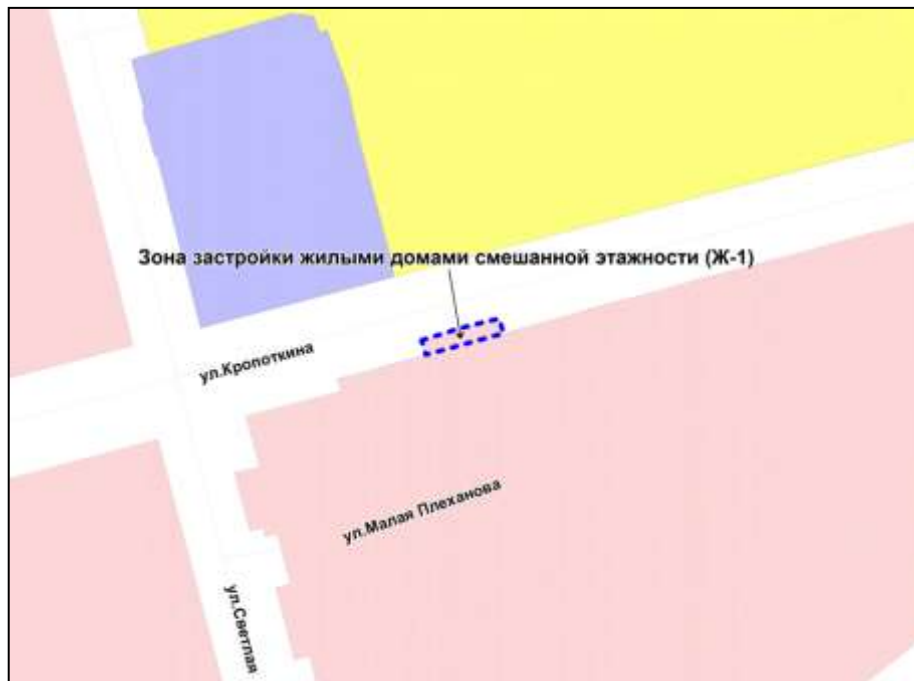 Зона застройки жилыми домами смешанной этажности (Ж-1)
ул.Кропоткина
ул.Малая Плеханова
ул.Светлая